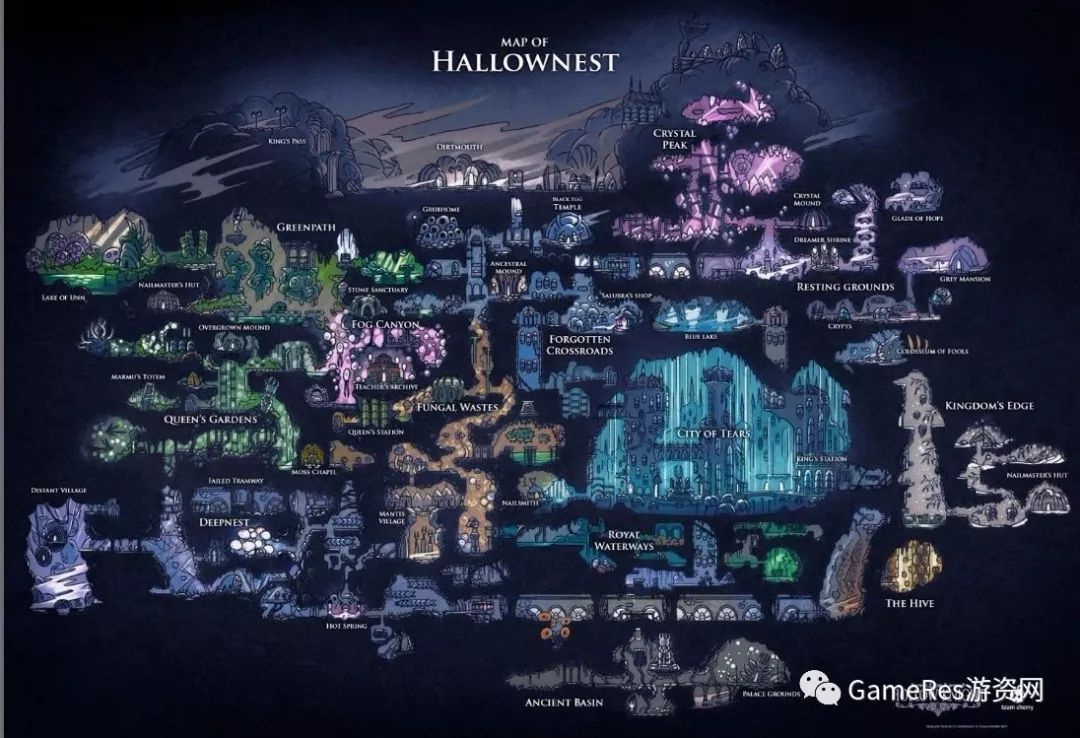 MAP OF
HALLOWNEST
KING'S PASS
DIRTMOUTH
CRYSTAL
PEAK
GRUBHOME
BLACK EGG
TEMPLE
CRYSTAL
MOUND
GLADE OF HOPE
GREENPATH
DREAMER SHRINE
ANCESTRAL
MOUND
GREY MANSION
LAKE OF UNN
NAILMASTER'S HUT
STONE SANCTUARY
RESTING GROUNDS
SALUBRA'S SHOP
OVERGROWN MOUND
FOG CANYON
CRYPTS
BLUE LAKE
FORGOTTEN
CROSSROADS
COLOSSEUM OF FOOLS
MARMU'S TOTEM
TEACHER'S ARCHIVE
QUEEN'S GARDENS
FUNGAL WASTES
KINGDOM'S EDGE
QUEEN'S STATION
CITY OF TEARS
KING'S STATION
MOSS CHAPEL
NAILMASTER'S HUT
FAILED TRAMWAY
DISTANT VILLAGE
DEEPNEST
MANTIS
VILLAGE
NAILSMITH
ROYAL
WATERWAYS
THE HIVE
HOT SPRING
PALACE GROUNDS
ANCIENT BASIN
GameRes游资网
team cherry